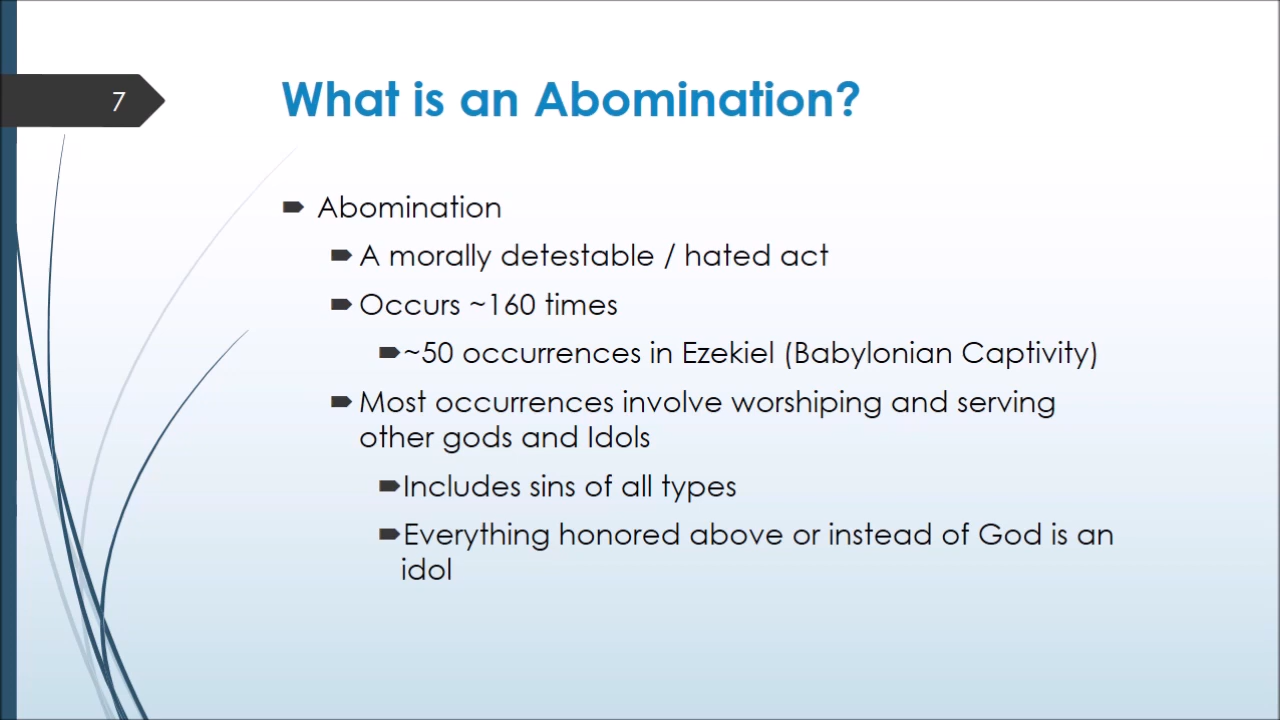 7
What is an Abomination?
Abomination
A morally detestable / hated act
Occurs ~160 times
~50 occurrences in Ezekiel (Babylonian Captivity)
Most occurrences involve worshiping and serving
other gods and Idols
Includes sins of all types
Everything honored above or instead of God is an
idol